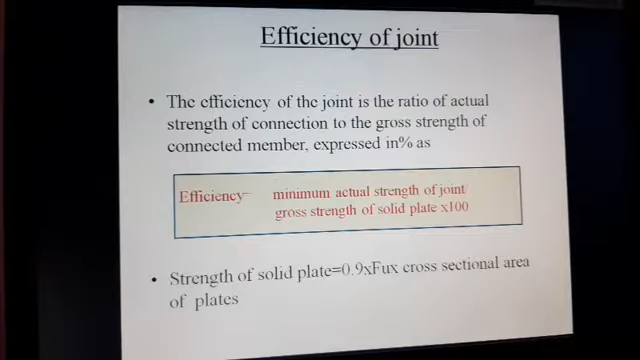 Efficiency of joint
• The efficiency of the joint is the ratio of actual
strength of connection to the gross strength of
connected member, expressed in% as
Efficiency= minimum actual strength of joint/
gross strength of solid plate x100
• Strength of solid plate=0.9xFux cross sectional area
of plates